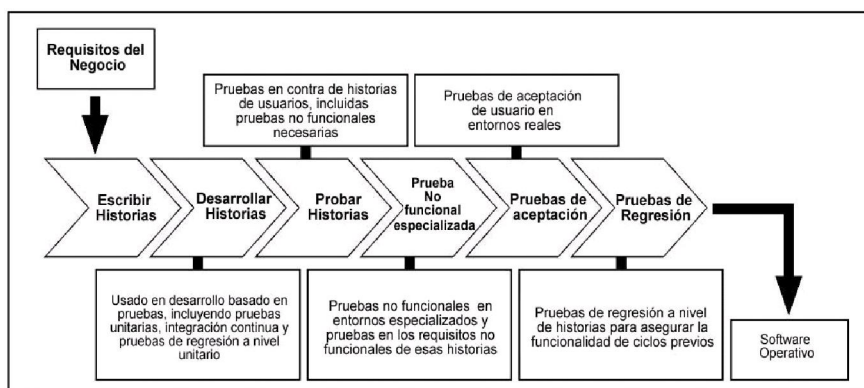 Requisitos del
Negocio
Pruebas en contra de historias
de usuarios, incluidas
pruebas no funcionales
necesarias
Pruebas de aceptación
de usuario en
entornos reales
Escribir
Historias
Desarrollar
Historias
Probar
Historias
Prueba
No
funcional
especializada
Pruebas de
aceptación
Pruebas de
Regresión
Usado en desarrollo basado en
pruebas, incluyendo pruebas
unitarias, integración continua y
pruebas de regresión a nivel
unitario
Pruebas no funcionales en
entornos especializados y
pruebas en los requisitos no
funcionales de esas historias
Pruebas de regresión a nivel
de historias para asegurar la
funcionalidad de ciclos previos
Software
Operativo